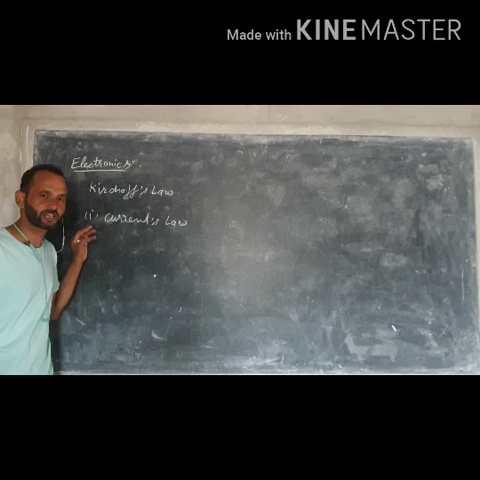 Made with KINEMASTER
Electronics:-
Kirchoff's Law
(i) current's Law